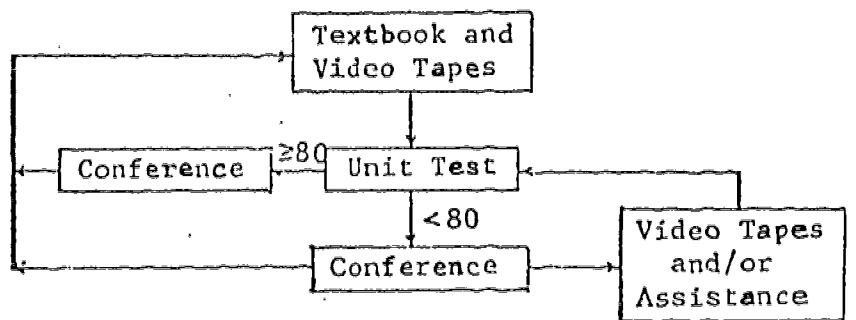 Textbook and
Video Tapes
Conference
≥80
Unit Test
<80
Conference
Video Tapes
and/or
Assistance